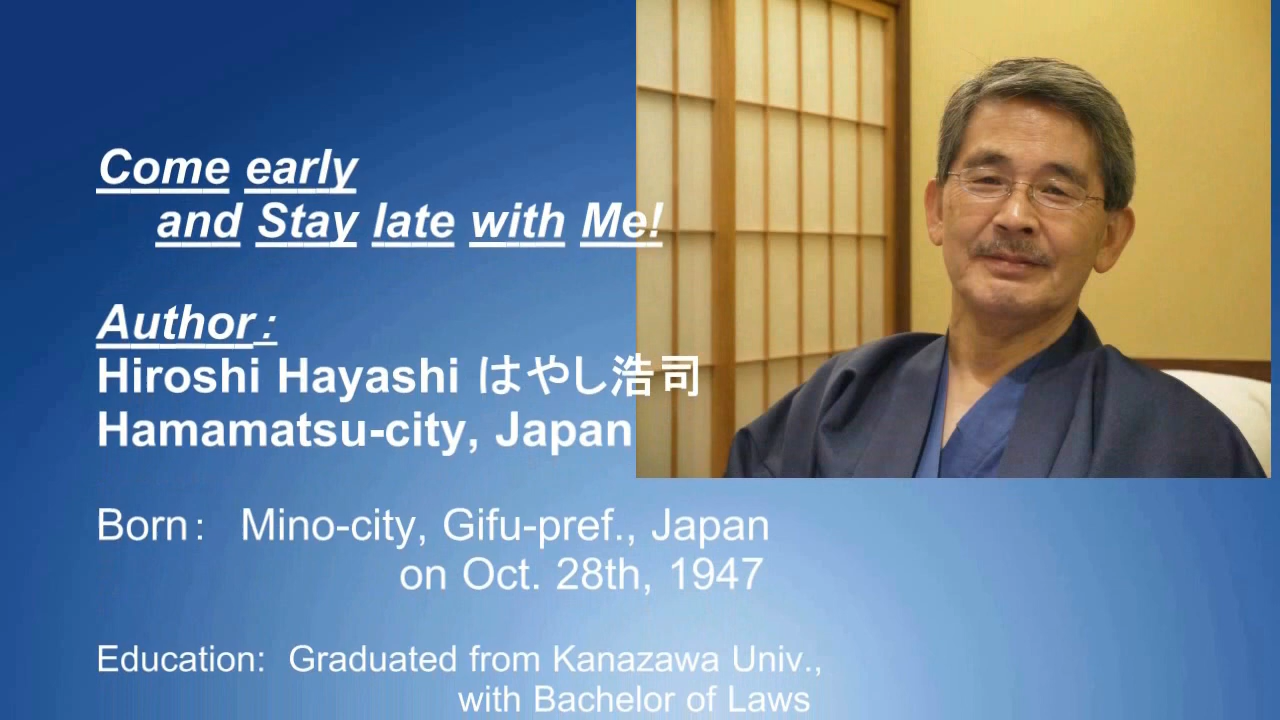 Come early
and Stay late with Me!
Author :
Hiroshi Hayashi はやし浩司
Hamamatsu-city, Japan
Born： Mino-city, Gifu-pref., Japan
on Oct. 28th, 1947
Education: Graduated from Kanazawa Univ.,
with Bachelor of Laws